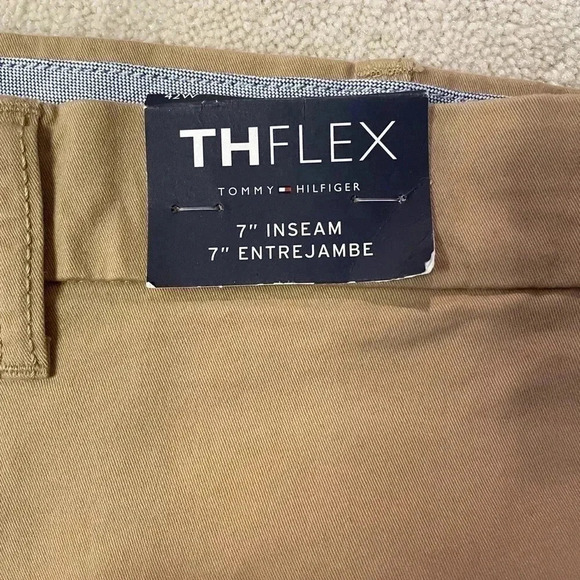 THFLEX
TOMMY HILFIGER
7" INSEAM
7" ENTREJAMBE